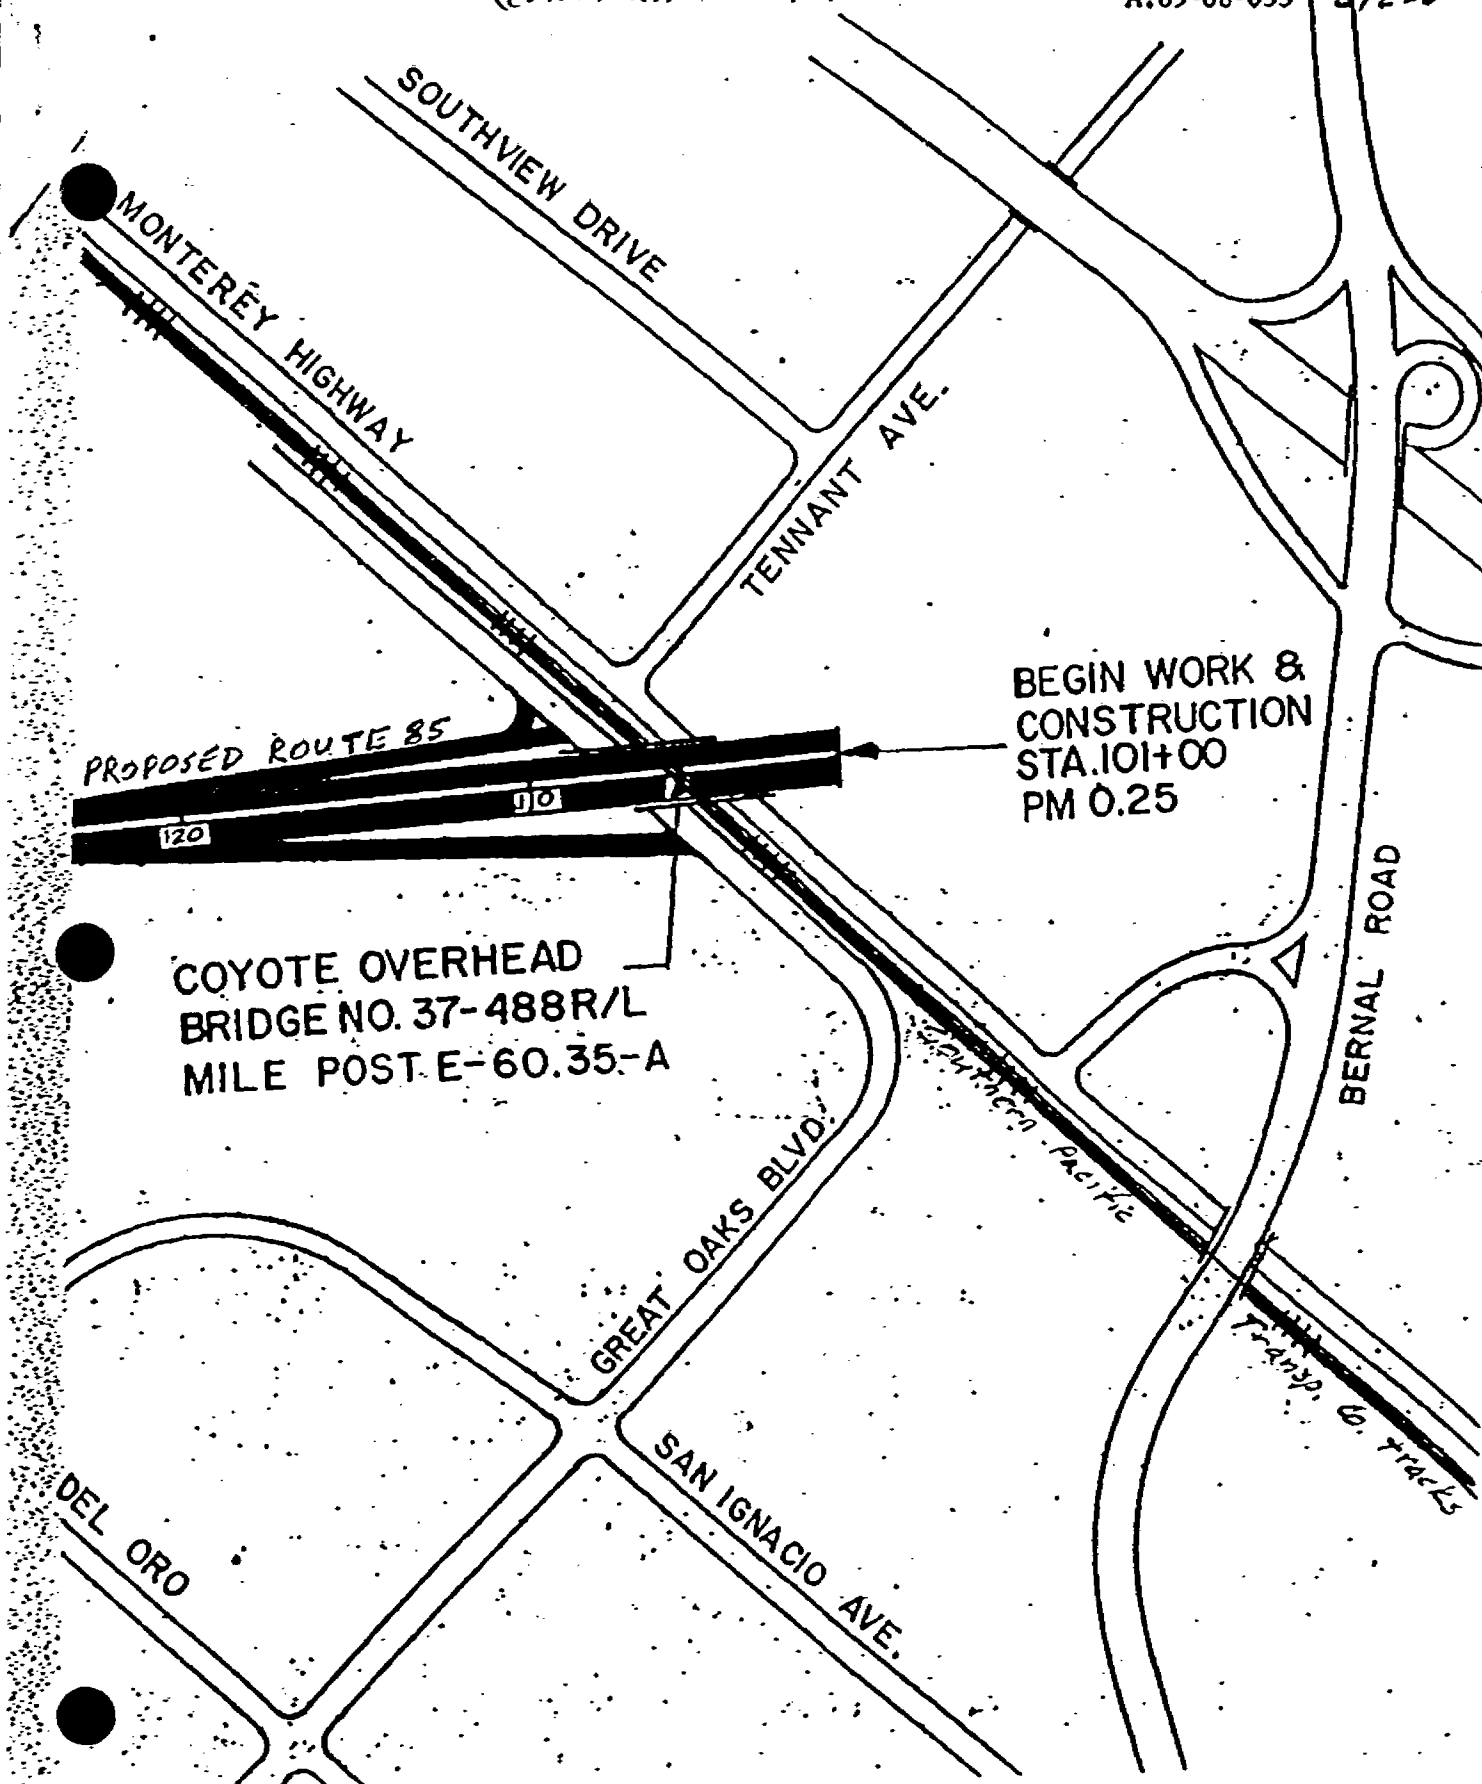 SOUTHVIEW DRIVE
MONTEREY HIGHWAY
TENNANT AVE.
BEGIN WORK &
CONSTRUCTION
STA.101+00
PM 0.25
PROPOSED ROUTE 85
110
120
COYOTE OVERHEAD
BRIDGE NO. 37-488R/L
MILE POST E-60.35-A
BERNAL ROAD
Southern Pacific
Transp. Co. tracks
GREAT OAKS BLVD.
SAN IGNACIO AVE.
DEL ORO